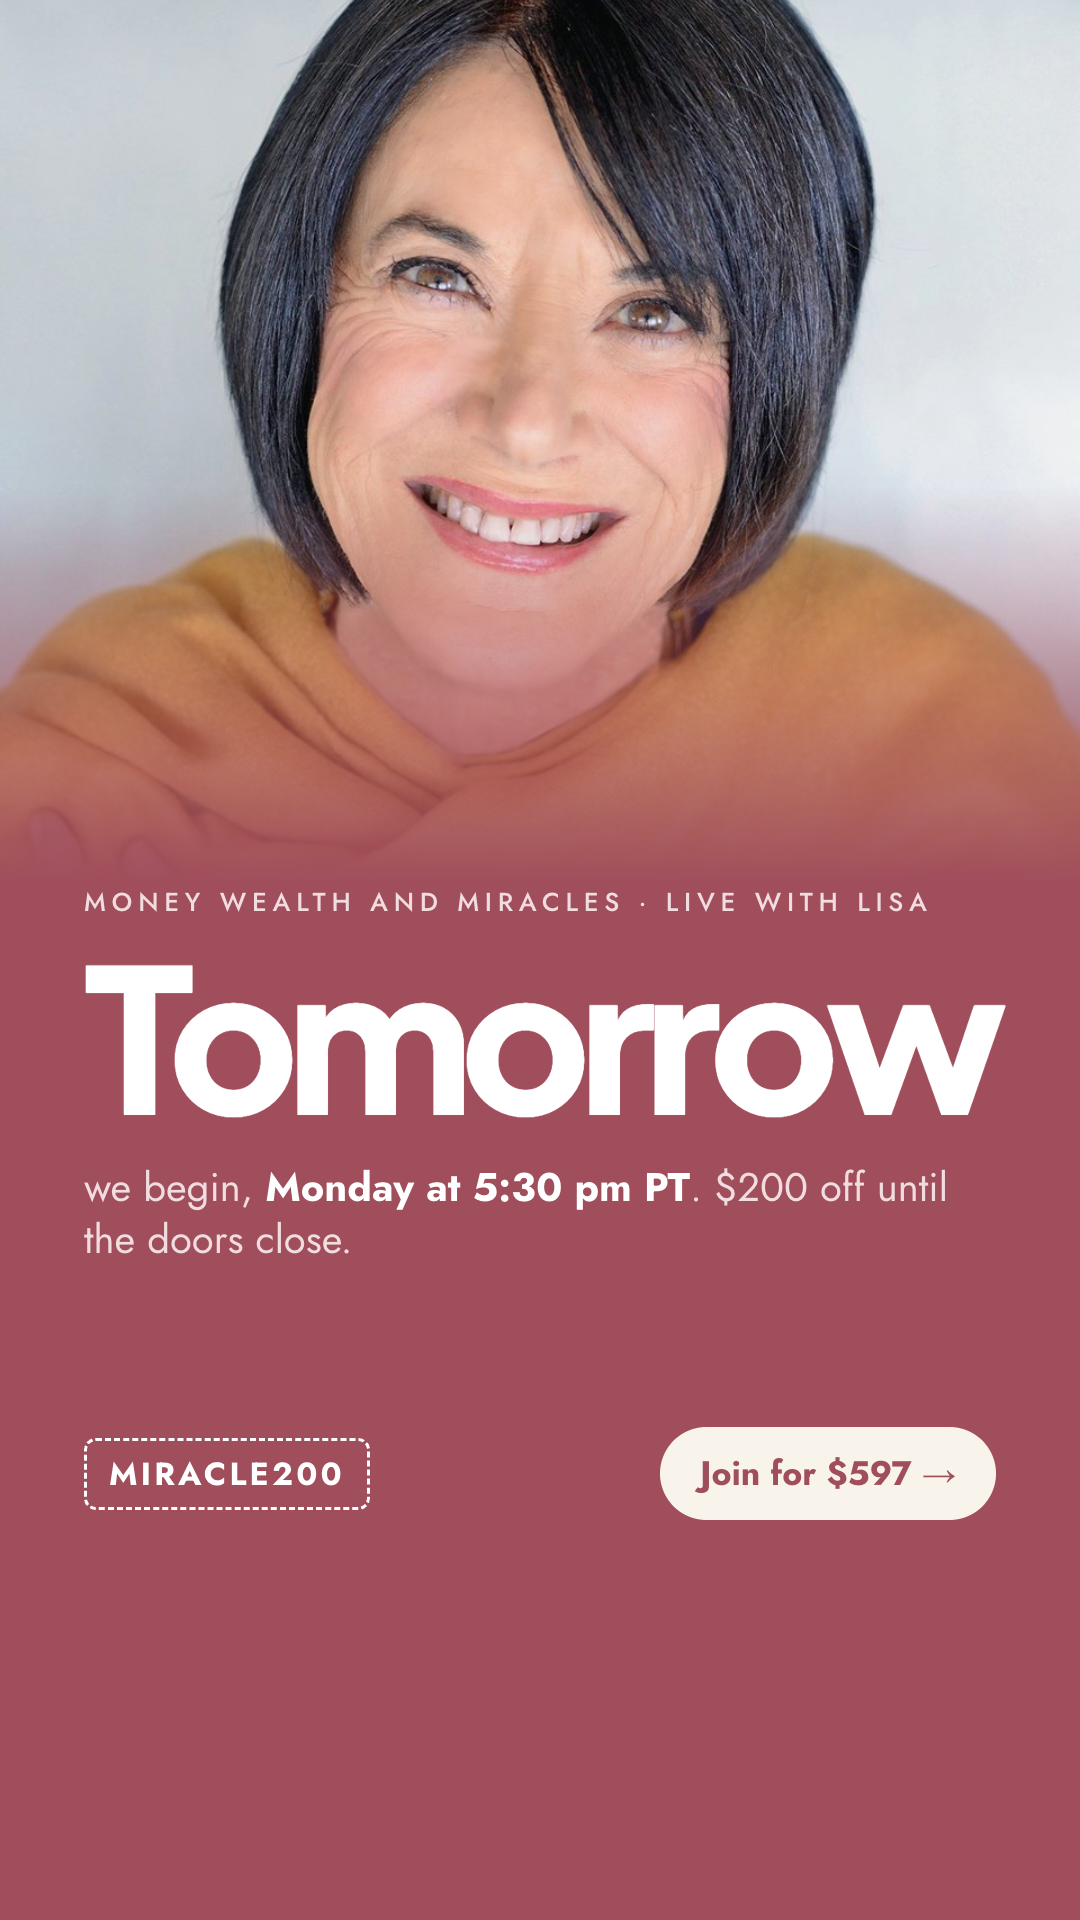 MONEY WEALTH AND MIRACLES · LIVE WITH LISA
Tomorrow
we begin, Monday at 5:30 pm PT. $200 off until
the doors close.
MIRACLE200
Join for $597 →